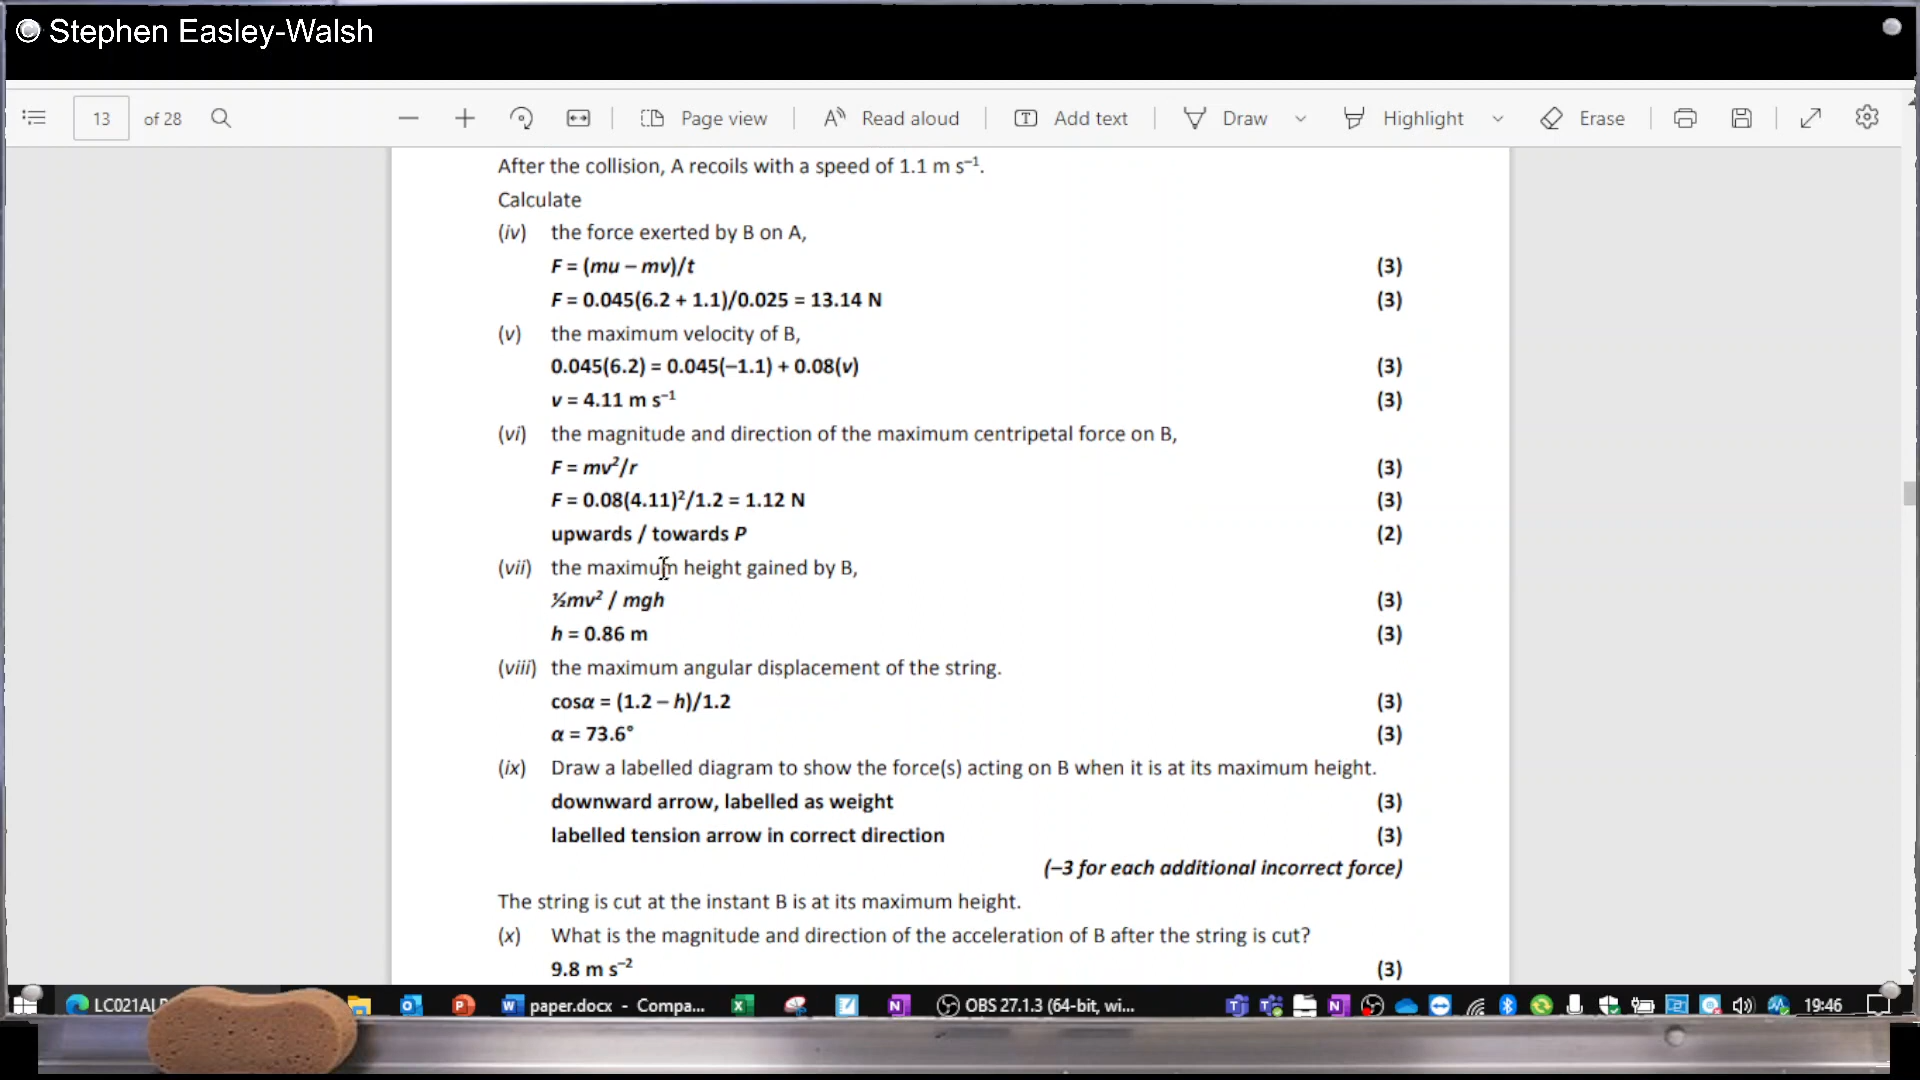 © Stephen Easley-Walsh
13 of 28 Page view Read aloud Add text Draw Highlight Erase
After the collision, A recoils with a speed of 1.1 m s⁻¹.
Calculate
(iv) the force exerted by B on A,
F = (mu – mv)/t (3)
F = 0.045(6.2 + 1.1)/0.025 = 13.14 N (3)
(v) the maximum velocity of B,
0.045(6.2) = 0.045(–1.1) + 0.08(v) (3)
v = 4.11 m s⁻¹ (3)
(vi) the magnitude and direction of the maximum centripetal force on B,
F = mv²/r (3)
F = 0.08(4.11)²/1.2 = 1.12 N (3)
upwards / towards P (2)
(vii) the maximum height gained by B,
½mv² / mgh (3)
h = 0.86 m (3)
(viii) the maximum angular displacement of the string.
cosα = (1.2 – h)/1.2 (3)
α = 73.6° (3)
(ix) Draw a labelled diagram to show the force(s) acting on B when it is at its maximum height.
downward arrow, labelled as weight (3)
labelled tension arrow in correct direction (3)
(–3 for each additional incorrect force)
The string is cut at the instant B is at its maximum height.
(x) What is the magnitude and direction of the acceleration of B after the string is cut?
9.8 m s⁻² (3)
LC021ALP paper.docx - Compa... OBS 27.1.3 (64-bit, wi... 19:46